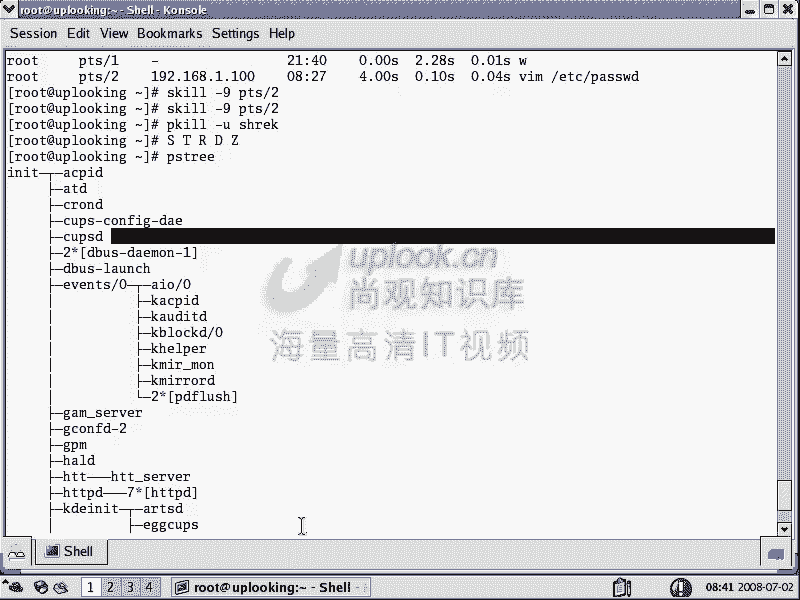 root@uplooking:~ - Shell - Konsole
Session Edit View Bookmarks Settings Help
root     pts/1    -                21:40    0.00s  2.28s  0.01s w
root     pts/2    192.168.1.100    08:27    4.00s  0.10s  0.04s vim /etc/passwd
[root@uplooking ~]# skill -9 pts/2
[root@uplooking ~]# skill -9 pts/2
[root@uplooking ~]# pkill -u shrek
[root@uplooking ~]# S T R D Z
[root@uplooking ~]# pstree
init─┬─acpid
     ├─atd
     ├─crond
     ├─cups-config-dae
     ├─cupsd
     ├─2*[dbus-daemon-1]
     ├─dbus-launch
     ├─events/0─┬─aio/0
     │          ├─kacpid
     │          ├─kauditd
     │          ├─kblockd/0
     │          ├─khelper
     │          ├─kmir_mon
     │          ├─kmirrord
     │          └─2*[pdflush]
     ├─gam_server
     ├─gconfd-2
     ├─gpm
     ├─hald
     ├─htt───htt_server
     ├─httpd───7*[httpd]
     ├─kdeinit─┬─artsd
     │         ├─eggcups
uplook.cn
尚观知识库
海量高清IT视频
Shell
1 2 3 4 root@uplooking:~ - Shell - 08:41 2008-07-02